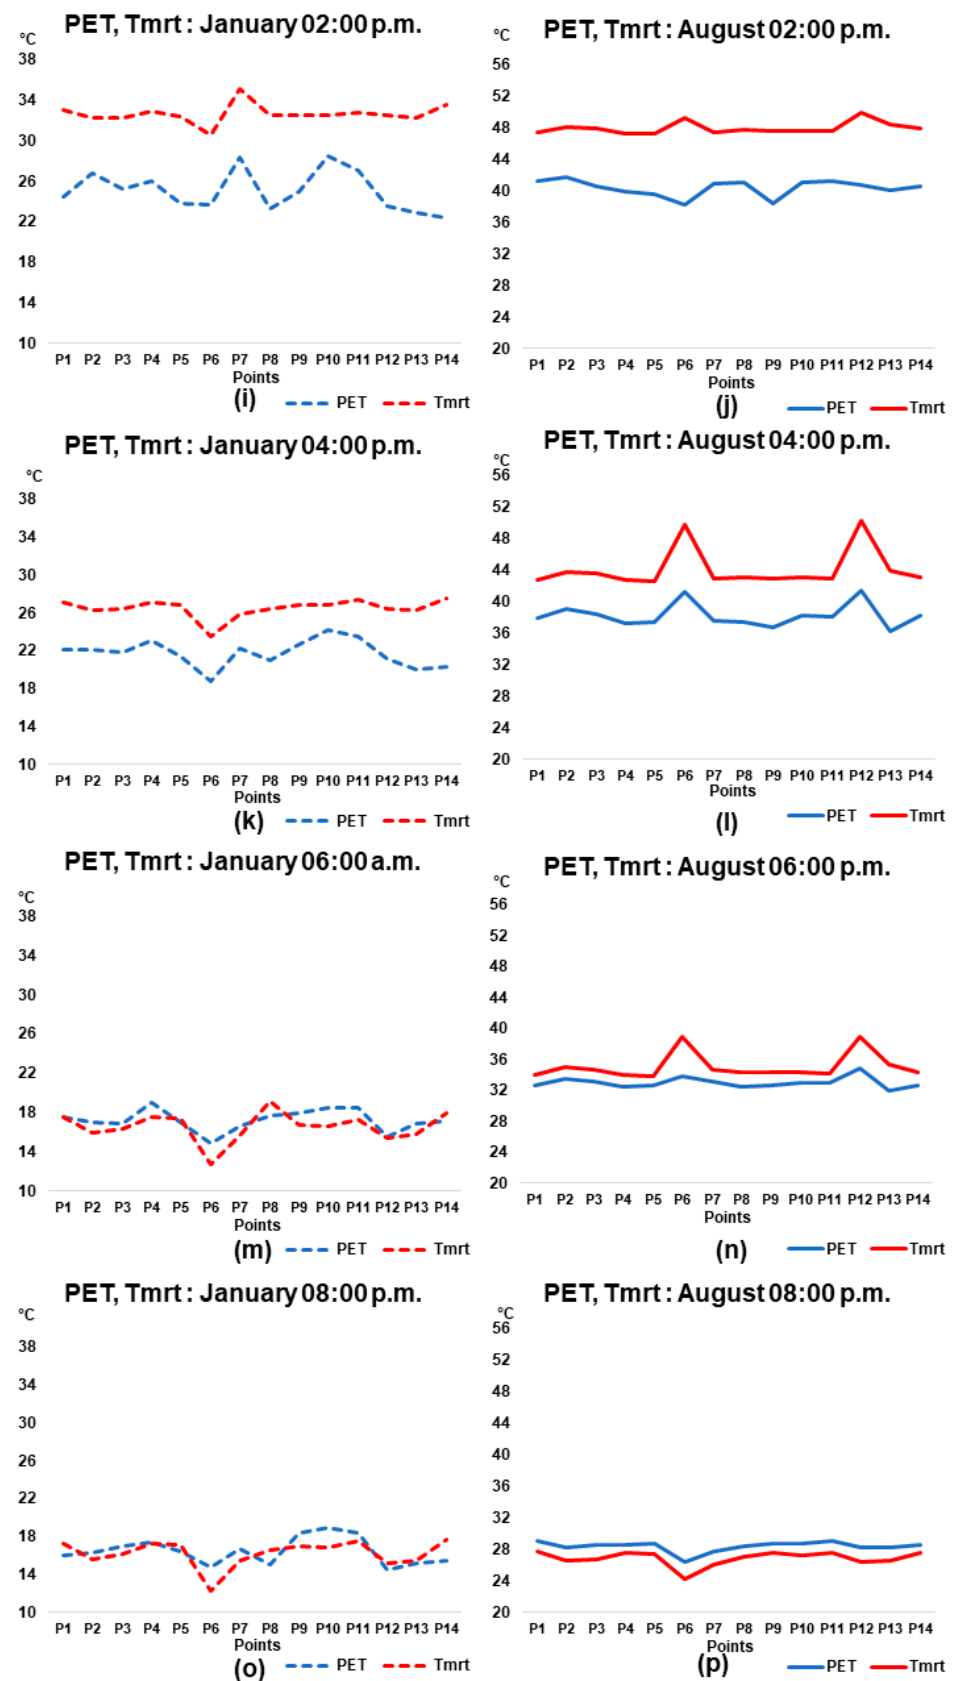 PET, Tmrt : January 02:00 p.m.
°C
38
34
30
26
22
18
14
10
P1 P2 P3 P4 P5 P6 P7 P8 P9 P10 P11 P12 P13 P14
Points
(i) PET Tmrt
PET, Tmrt : August 02:00 p.m.
°C
56
52
48
44
40
36
32
28
24
20
P1 P2 P3 P4 P5 P6 P7 P8 P9 P10 P11 P12 P13 P14
Points
(j) PET Tmrt
PET, Tmrt : January 04:00 p.m.
°C
38
34
30
26
22
18
14
10
P1 P2 P3 P4 P5 P6 P7 P8 P9 P10 P11 P12 P13 P14
Points
(k) PET Tmrt
PET, Tmrt : August 04:00 p.m.
°C
56
52
48
44
40
36
32
28
24
20
P1 P2 P3 P4 P5 P6 P7 P8 P9 P10 P11 P12 P13 P14
Points
(l) PET Tmrt
PET, Tmrt : January 06:00 a.m.
°C
38
34
30
26
22
18
14
10
P1 P2 P3 P4 P5 P6 P7 P8 P9 P10 P11 P12 P13 P14
Points
(m) PET Tmrt
PET, Tmrt : August 06:00 p.m.
°C
56
52
48
44
40
36
32
28
24
20
P1 P2 P3 P4 P5 P6 P7 P8 P9 P10 P11 P12 P13 P14
Points
(n) PET Tmrt
PET, Tmrt : January 08:00 p.m.
°C
38
34
30
26
22
18
14
10
P1 P2 P3 P4 P5 P6 P7 P8 P9 P10 P11 P12 P13 P14
Points
(o) PET Tmrt
PET, Tmrt : August 08:00 p.m.
°C
56
52
48
44
40
36
32
28
24
20
P1 P2 P3 P4 P5 P6 P7 P8 P9 P10 P11 P12 P13 P14
Points
(p) PET Tmrt